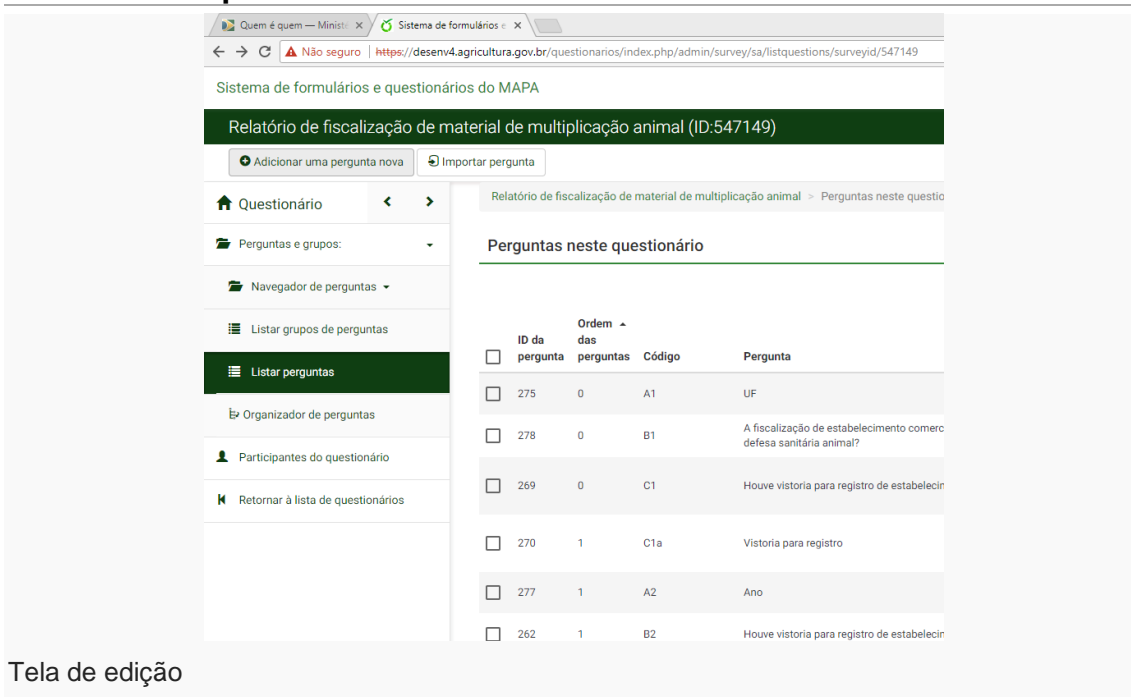 Quem é quem — Ministé
Sistema de formulários e
Não seguro | https://desenv4.agricultura.gov.br/questionarios/index.php/admin/survey/sa/listquestions/surveyid/547149
Sistema de formulários e questionários do MAPA
Relatório de fiscalização de material de multiplicação animal (ID:547149)
Adicionar uma pergunta nova
Importar pergunta
Questionário
Relatório de fiscalização de material de multiplicação animal > Perguntas neste questio
Perguntas e grupos:
Perguntas neste questionário
Navegador de perguntas
Listar grupos de perguntas
Listar perguntas
Organizador de perguntas
Participantes do questionário
Retornar à lista de questionários
ID da pergunta Ordem das perguntas Código Pergunta
275 0 A1 UF
278 0 B1 A fiscalização de estabelecimento comerc
defesa sanitária animal?
269 0 C1 Houve vistoria para registro de estabelecin
270 1 C1a Vistoria para registro
277 1 A2 Ano
262 1 B2 Houve vistoria para registro de estabelecin
Tela de edição